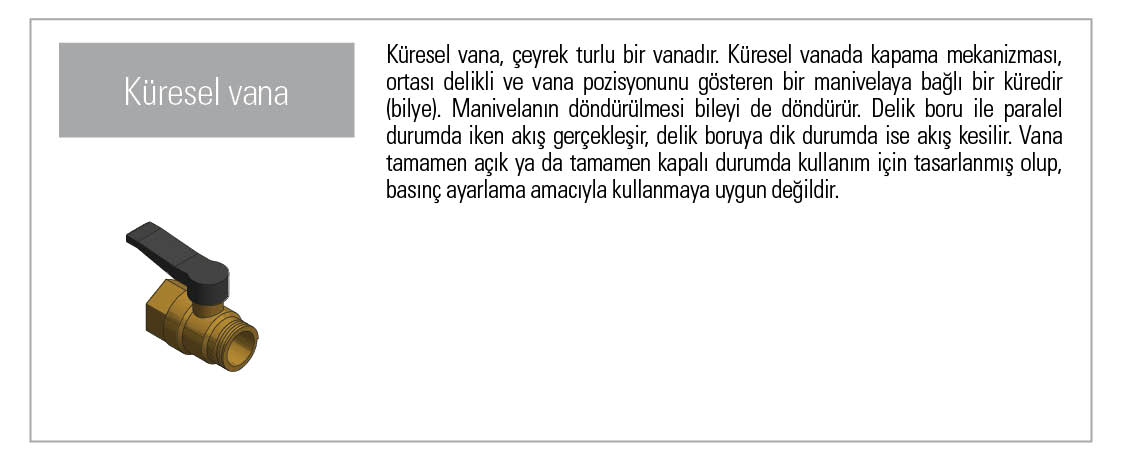 Küresel vana
Küresel vana, çeyrek turlu bir vanadır. Küresel vanada kapama mekanizması,
ortası delikli ve vana pozisyonunu gösteren bir manivelaya bağlı bir küredir
(bilye). Manivelanın döndürülmesi bileyi de döndürür. Delik boru ile paralel
durumda iken akış gerçekleşir, delik boruya dik durumda ise akış kesilir. Vana
tamamen açık ya da tamamen kapalı durumda kullanım için tasarlanmış olup,
basınç ayarlama amacıyla kullanmaya uygun değildir.